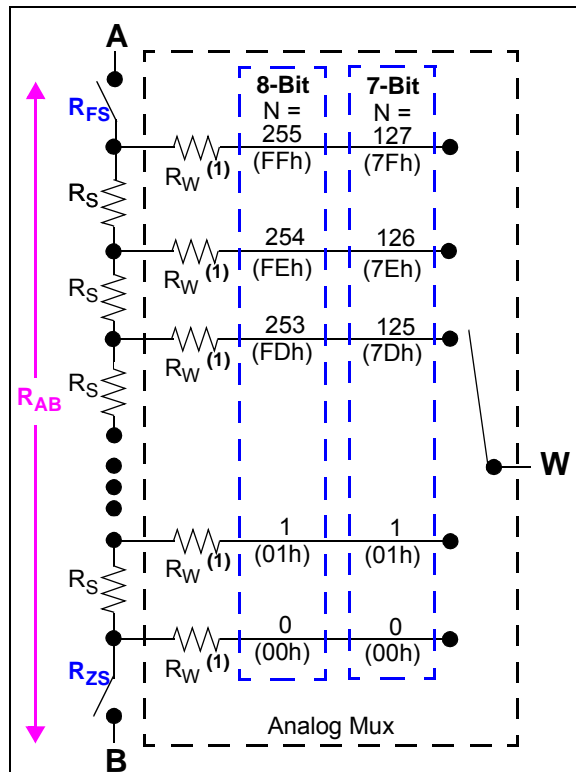 A
8-Bit 7-Bit
N = N =
RFS
255 127
(FFh) (7Fh)
RW (1)
RS
254 126
(FEh) (7Eh)
RW (1)
RS
253 125
(FDh) (7Dh)
RW (1)
RS
RAB
W
1 1
(01h) (01h)
RW (1)
RS
0 0
(00h) (00h)
RW (1)
RZS
Analog Mux
B